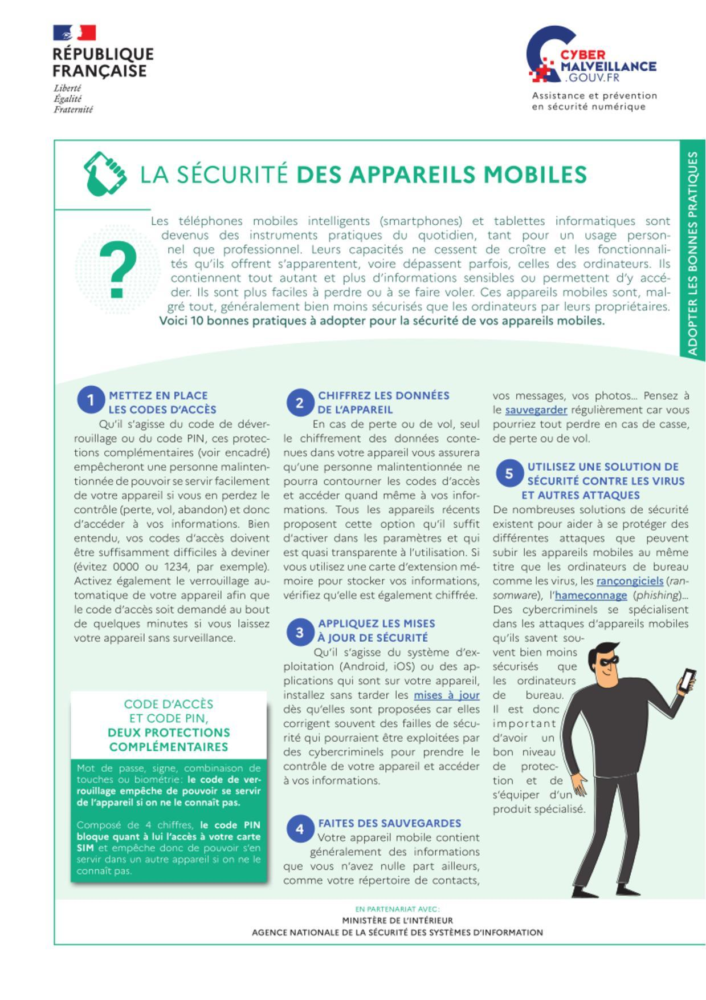 RÉPUBLIQUE
FRANÇAISE
Liberté
Égalité
Fraternité
CYBER
MALVEILLANCE
.GOUV.FR
Assistance et prévention
en sécurité numérique
LA SÉCURITÉ DES APPAREILS MOBILES
ADOPTER LES BONNES PRATIQUES
?
Les téléphones mobiles intelligents (smartphones) et tablettes informatiques sont
devenus des instruments pratiques du quotidien, tant pour un usage person-
nel que professionnel. Leurs capacités ne cessent de croître et les fonctionnali-
tés qu’ils offrent s’apparentent, voire dépassent parfois, celles des ordinateurs. Ils
contiennent tout autant et plus d’informations sensibles ou permettent d’y accé-
der. Ils sont plus faciles à perdre ou à se faire voler. Ces appareils mobiles sont, mal-
gré tout, généralement bien moins sécurisés que les ordinateurs par leurs propriétaires.
Voici 10 bonnes pratiques à adopter pour la sécurité de vos appareils mobiles.
1 METTEZ EN PLACE
LES CODES D’ACCÈS
Qu’il s’agisse du code de déver-
rouillage ou du code PIN, ces protec-
tions complémentaires (voir encadré)
empêcheront une personne malinten-
tionnée de pouvoir se servir facilement
de votre appareil si vous en perdez le
contrôle (perte, vol, abandon) et donc
d’accéder à vos informations. Bien
entendu, vos codes d’accès doivent
être suffisamment difficiles à deviner
(évitez 0000 ou 1234, par exemple).
Activez également le verrouillage au-
tomatique de votre appareil afin que
le code d’accès soit demandé au bout
de quelques minutes si vous laissez
votre appareil sans surveillance.
CODE D’ACCÈS
ET CODE PIN,
DEUX PROTECTIONS
COMPLÉMENTAIRES
Mot de passe, signe, combinaison de
touches ou biométrie : le code de ver-
rouillage empêche de pouvoir se servir
de l’appareil si on ne le connaît pas.
Composé de 4 chiffres, le code PIN
bloque quant à lui l’accès à votre carte
SIM et empêche donc de pouvoir s’en
servir dans un autre appareil si on ne le
connaît pas.
2 CHIFFREZ LES DONNÉES
DE L’APPAREIL
En cas de perte ou de vol, seul
le chiffrement des données conte-
nues dans votre appareil vous assurera
qu’une personne malintentionnée ne
pourra contourner les codes d’accès
et accéder quand même à vos infor-
mations. Tous les appareils récents
proposent cette option qu’il suffit
d’activer dans les paramètres et qui
est quasi transparente à l’utilisation. Si
vous utilisez une carte d’extension mé-
moire pour stocker vos informations,
vérifiez qu’elle est également chiffrée.
3 APPLIQUEZ LES MISES
À JOUR DE SÉCURITÉ
Qu’il s’agisse du système d’ex-
ploitation (Android, iOS) ou des ap-
plications qui sont sur votre appareil,
installez sans tarder les mises à jour
dès qu’elles sont proposées car elles
corrigent souvent des failles de sécu-
rité qui pourraient être exploitées par
des cybercriminels pour prendre le
contrôle de votre appareil et accéder
à vos informations.
4 FAITES DES SAUVEGARDES
Votre appareil mobile contient
généralement des informations
que vous n’avez nulle part ailleurs,
comme votre répertoire de contacts,
vos messages, vos photos… Pensez à
le sauvegarder régulièrement car vous
pourriez tout perdre en cas de casse,
de perte ou de vol.
5 UTILISEZ UNE SOLUTION DE
SÉCURITÉ CONTRE LES VIRUS
ET AUTRES ATTAQUES
De nombreuses solutions de sécurité
existent pour aider à se protéger des
différentes attaques que peuvent
subir les appareils mobiles au même
titre que les ordinateurs de bureau
comme les virus, les rançongiciels (ran-
somware), l’hameçonnage (phishing)…
Des cybercriminels se spécialisent
dans les attaques d’appareils mobiles
qu’ils savent sou-
vent bien moins
sécurisés que
les ordinateurs
de bureau.
Il est donc
important
d’avoir un
bon niveau
de protec-
tion et de
s’équiper d’un
produit spécialisé.
EN PARTENARIAT AVEC :
MINISTÈRE DE L’INTÉRIEUR
AGENCE NATIONALE DE LA SÉCURITÉ DES SYSTÈMES D’INFORMATION